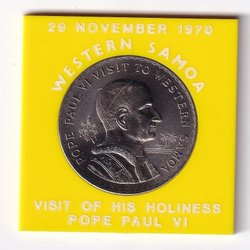 29 NOVEMBER 1970
WESTERN SAMOA
POPE PAUL VI VISIT TO WESTERN SAMOA
VISIT OF HIS HOLINESS
POPE PAUL VI